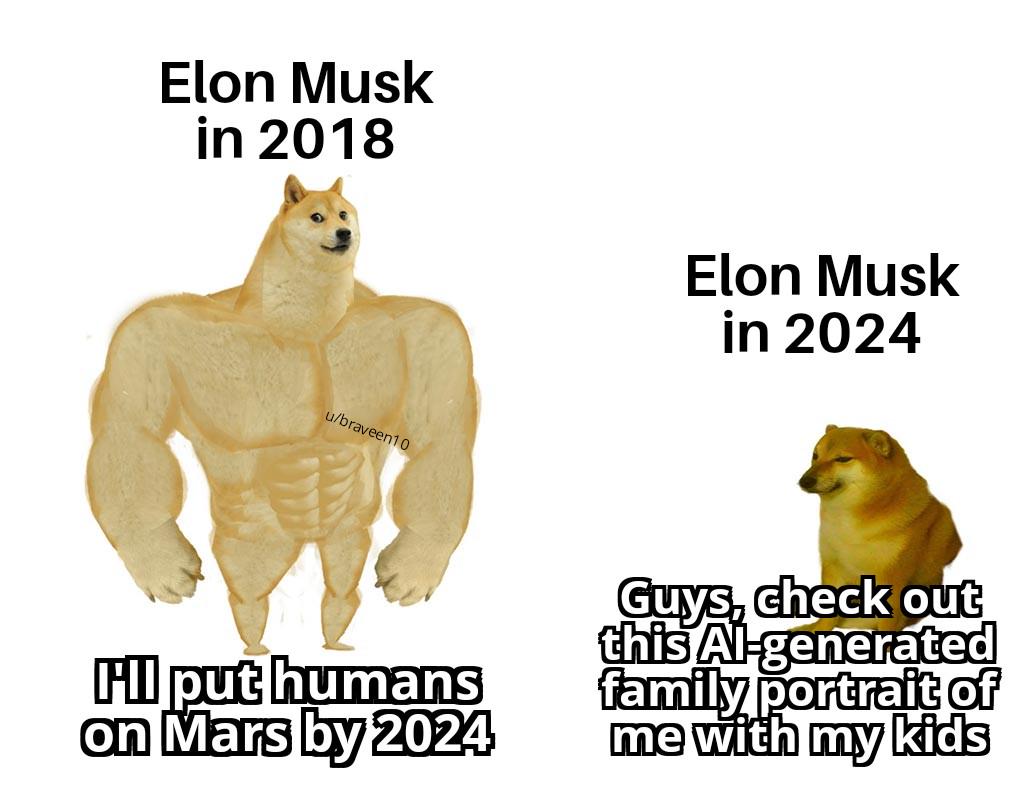 Elon Musk
in 2018
u/braveen10
I'll put humans
on Mars by 2024
Elon Musk
in 2024
Guys, check out
this AI-generated
family portrait of
me with my kids